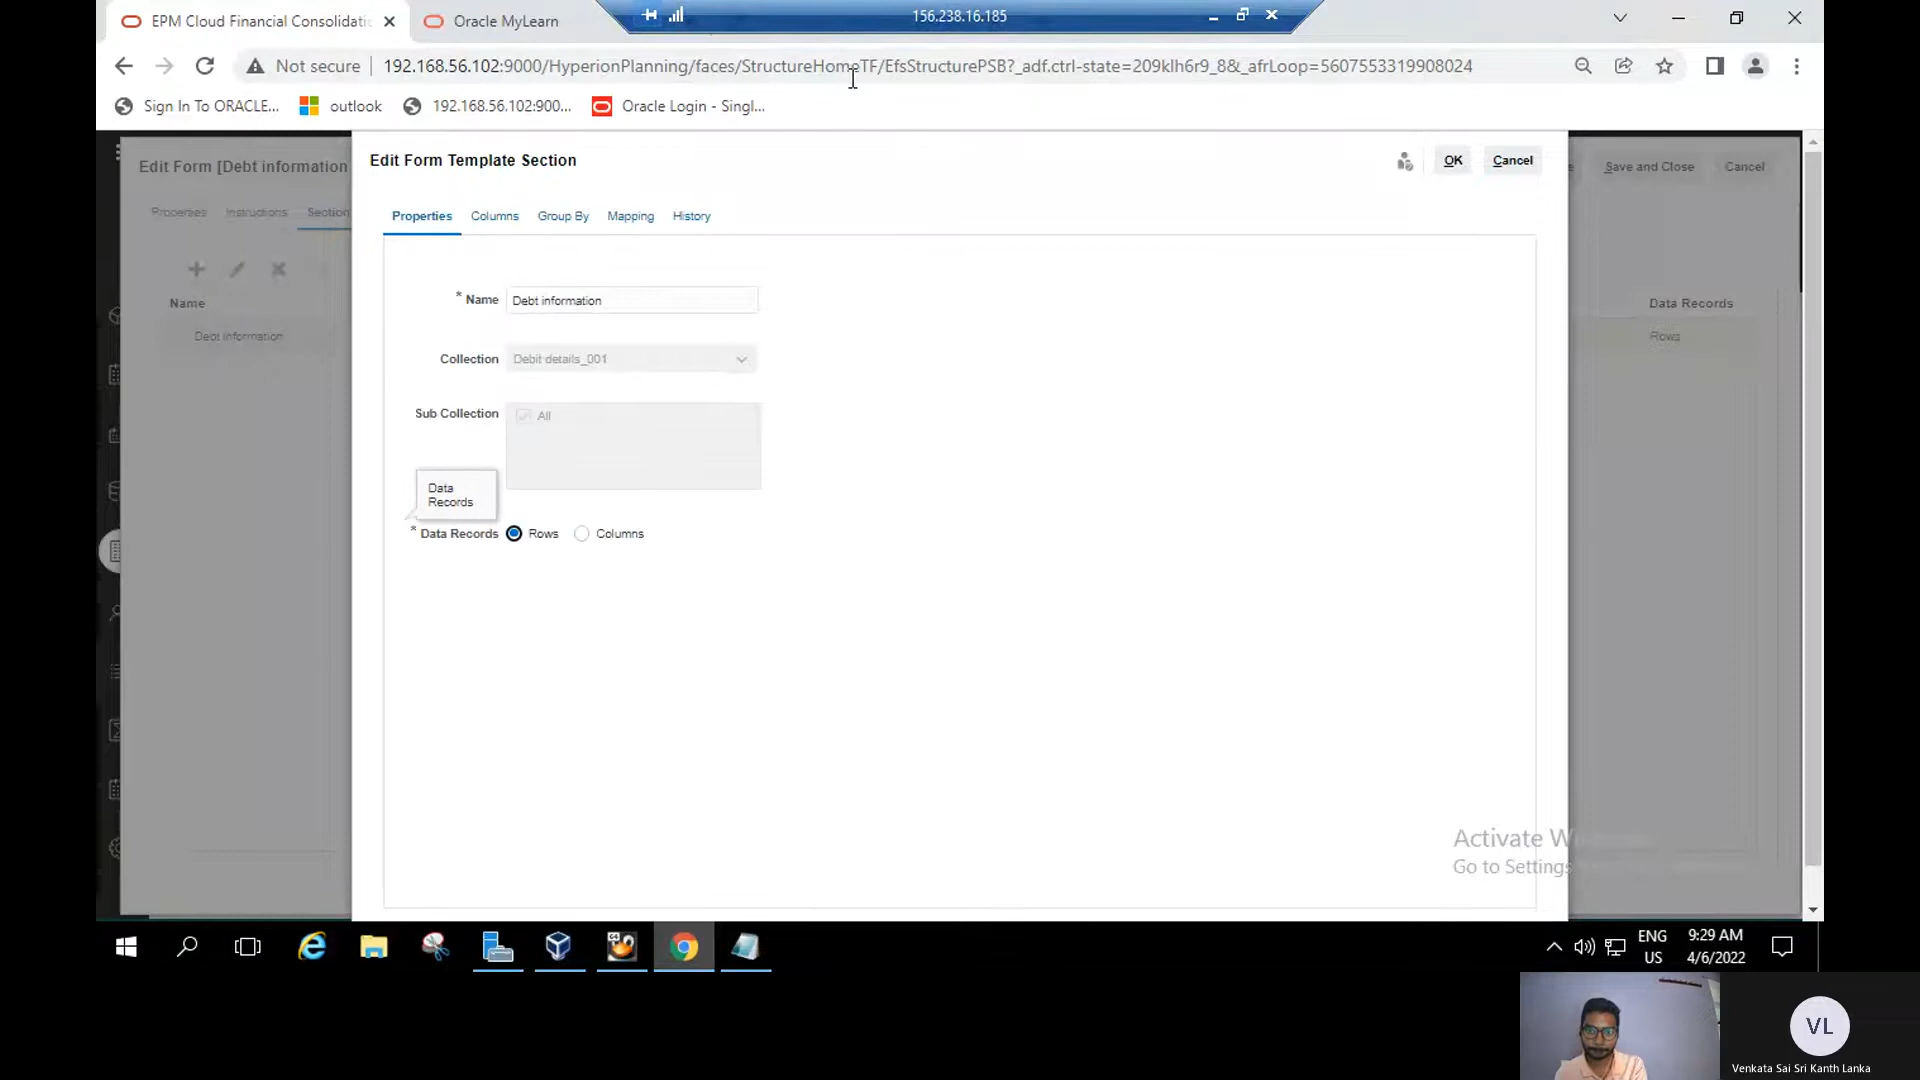 EPM Cloud Financial Consolidati
Oracle MyLearn
156.238.16.185
Not secure
192.168.56.102:9000/HyperionPlanning/faces/StructureHomeTF/EfsStructurePSB?_adf.ctrl-state=209klh6r9_8&_afrLoop=5607553319908024
Sign In To ORACLE...
outlook
192.168.56.102:900...
Oracle Login - Singl...
Edit Form [Debt information
Edit Form Template Section
OK
Cancel
e
Save and Close
Cancel
Properties
Instructions
Section
Properties
Columns
Group By
Mapping
History
Name
Debt information
Data Records
Rows
* Name
Debt information
Collection
Debit details_001
Sub Collection
All
Data
Records
* Data Records
Rows
Columns
Activate W
Go to Settings
ENG
US
9:29 AM
4/6/2022
64
VL
Venkata Sai Sri Kanth Lanka